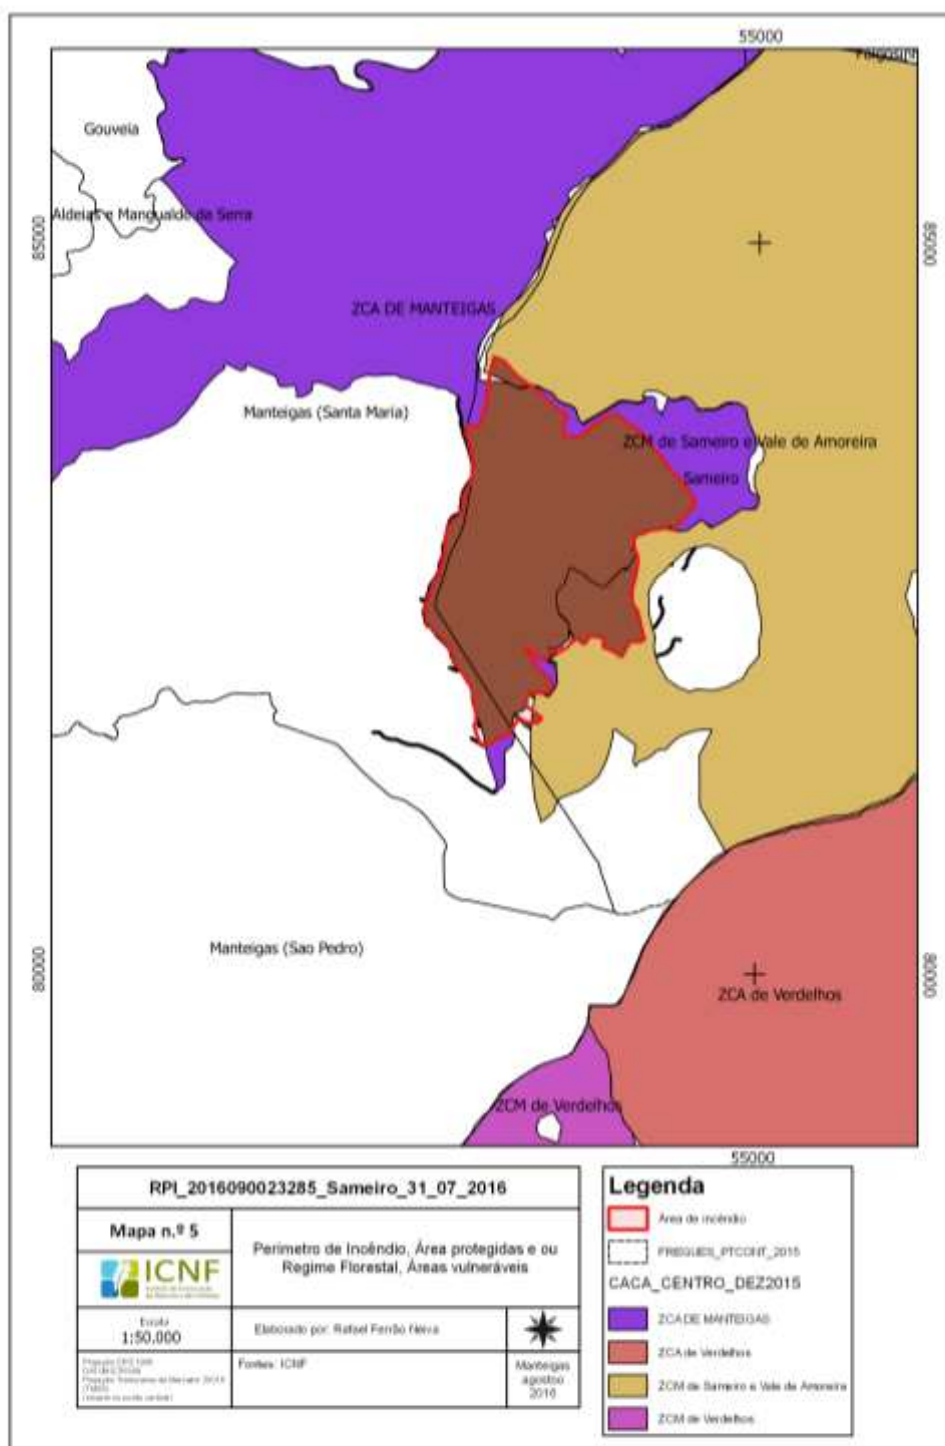 55000
Gouveia
Aldeias e Mangualde da Serra
85000
85000
ZCA DE MANTEIGAS
Manteigas (Santa Maria)
ZCM de Sameiro e Vale de Amoreira
Sameiro
Manteigas (Sao Pedro)
80000
80000
ZCA de Verdelhos
ZCM de Verdelhos
55000
RPI_2016090023285_Sameiro_31_07_2016
Mapa n.º 5
ICNF
Perimetro de Incêndio, Área protegidas e ou
Regime Florestal, Áreas vulneráveis
Escala
1:50.000
Elaborado por: Rafael Ferrão Neiva
Fontes: ICNF
Manteigas
agostoo
2016
Legenda
Área de incêndio
FREGUES_PTCONT_2015
CACA_CENTRO_DEZ2015
ZCA DE MANTEIGAS
ZCA de Verdelhos
ZCM de Sameiro e Vale de Amoreira
ZCM de Verdelhos